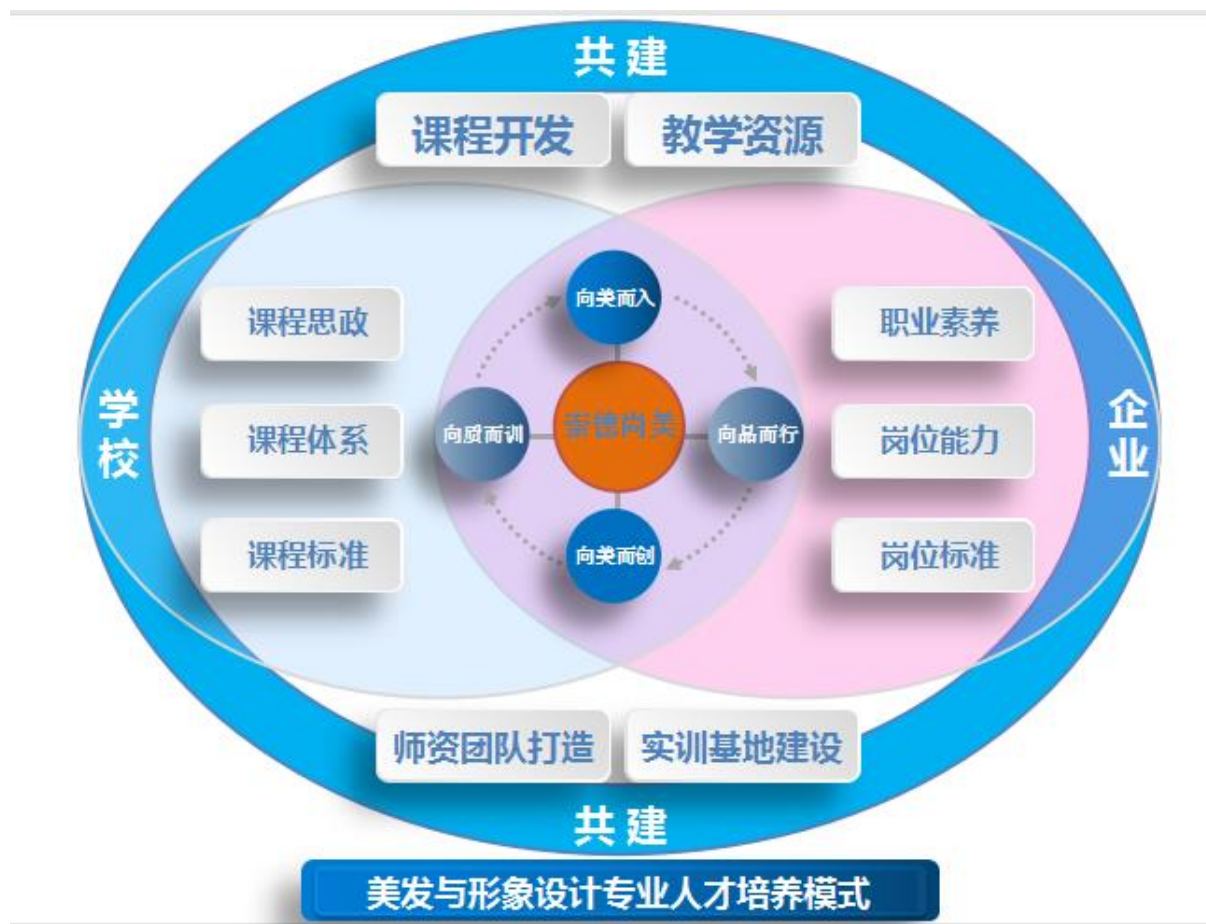 共建
课程开发 教学资源
向美而入
课程思政
职业素养
学校
企业
课程体系
向质而训
崇德尚美
向品而行
岗位能力
课程标准
向美而创
岗位标准
师资团队打造 实训基地建设
共建
美发与形象设计专业人才培养模式